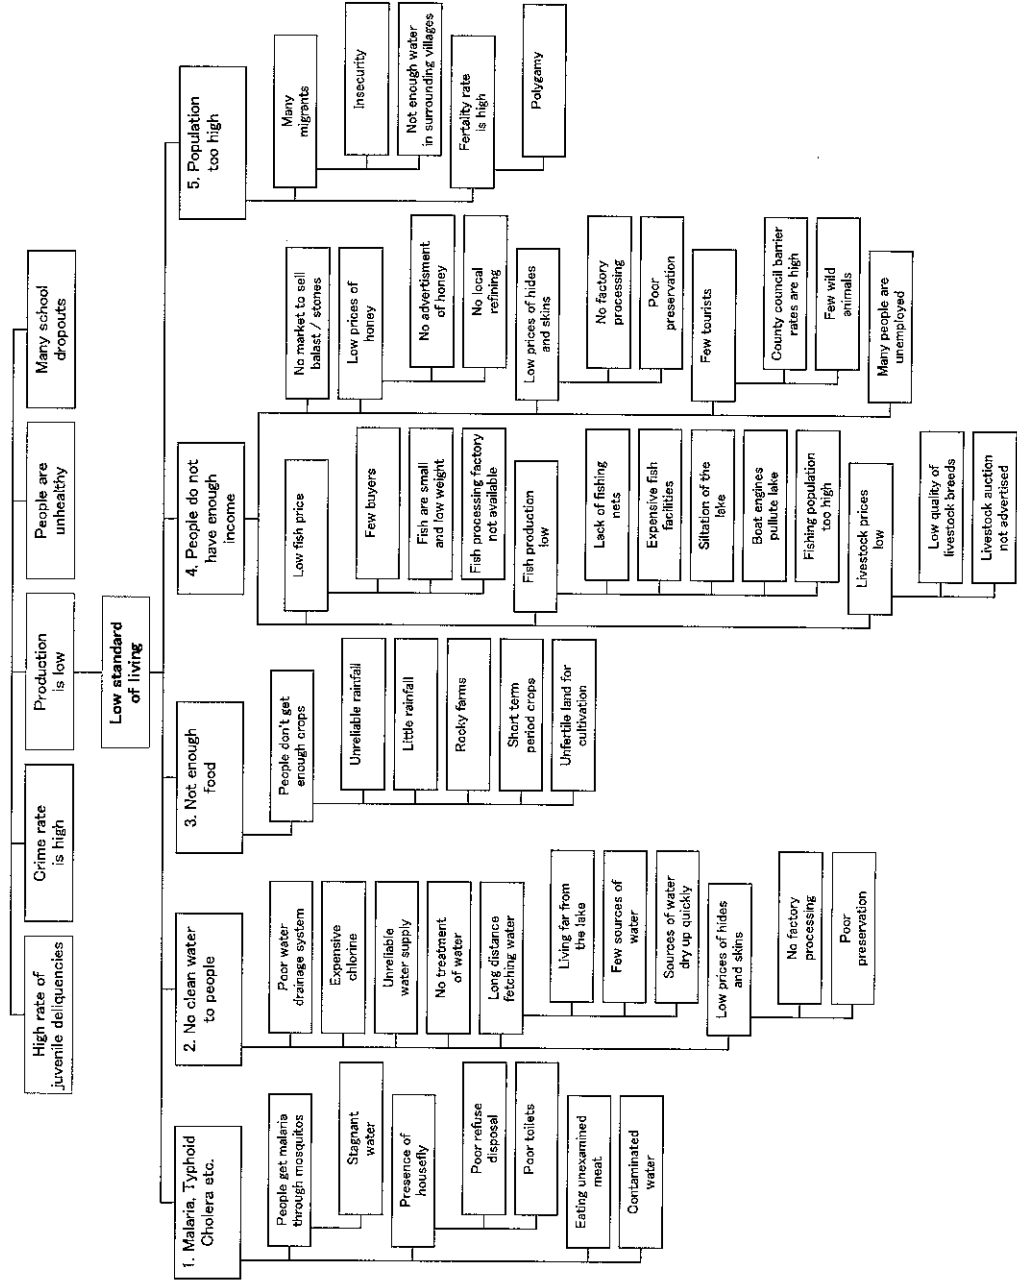 High rate of
juvenile deliquencies
Crime rate
is high
Production
is low
People are
unhealthy
Many school
dropouts
Low standard
of living
1. Malaria, Typhoid
Cholera etc.
People get malaria
through mosquitos
Stagnant
water
Presence of
housefly
Poor refuse
disposal
Poor toilets
Eating unexamined
meat.
Contaminated
water
2. No clean water
to people
Poor water
drainage system
Expensive
chlorine
Unreliable
water supply
No treatment
of water
Long distance
fetching water
Living far from
the lake
Few sources of
water
Sources of water
dry up quickly
Low prices of hides
and skins
No factory
processing
Poor
preservation
3. Not enough
food
People don't get
enough crops
Unreliable rainfall
Little rainfall
Rocky farms
Short term
period crops
Unfertile land for
cultivation
4. People do not
have enough
income
Low fish price
Few buyers
Fish are small
and low weight
Fish processing factory
not available
Fish production
low
Lack of fishing
nets
Expensive fish
facilities
Siltation of the
lake
Boat engines
pullute lake
Fishing population
too high
Livestock prices
low
Low quality of
livestock breeds
Livestock auction
not advertised
No market to sell
balast / stones
Low prices of
honey
No advertisment
of honey
No local
refining
Low prices of hides
and skins
No factory
processing
Poor
preservation
Few tourists
County council barrier
rates are high
Few wild
animals
Many people are
unemployed
5. Population
too high
Many
migrants
Insecurity
Not enough water
in surrounding villages
Fertality rate
is high
Polygamy